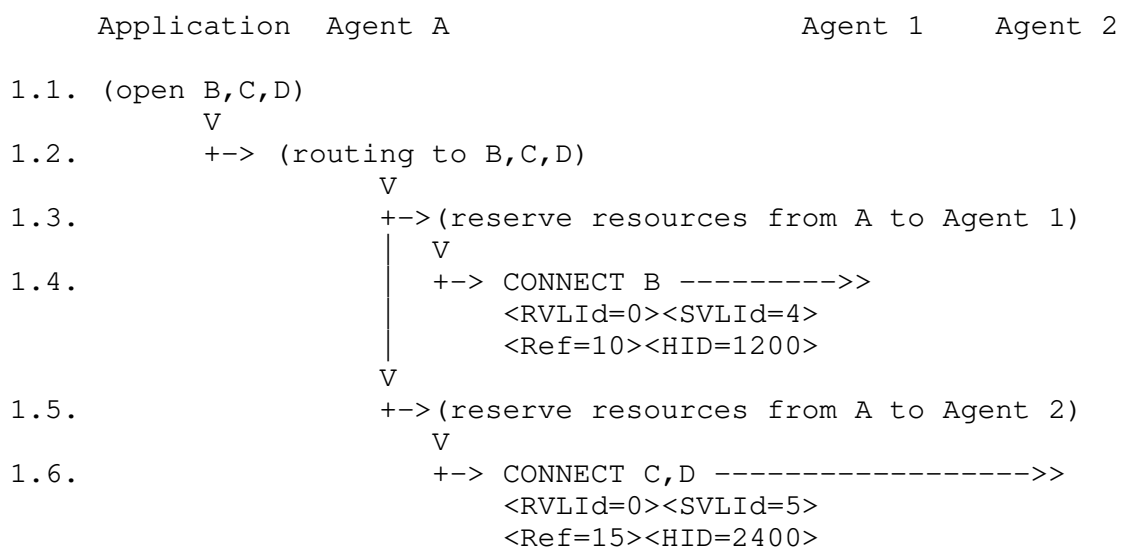 Application  Agent A                    Agent 1    Agent 2
1.1. (open B,C,D)
V
1.2.         +-> (routing to B,C,D)
V
1.3.                     +->(reserve resources from A to Agent 1)
|  V
1.4.                     |  +-> CONNECT B --------->>
|      <RVLId=0><SVLId=4>
|      <Ref=10><HID=1200>
V
1.5.                     +->(reserve resources from A to Agent 2)
V
1.6.                        +-> CONNECT C,D ------------------>>
<RVLId=0><SVLId=5>
<Ref=15><HID=2400>